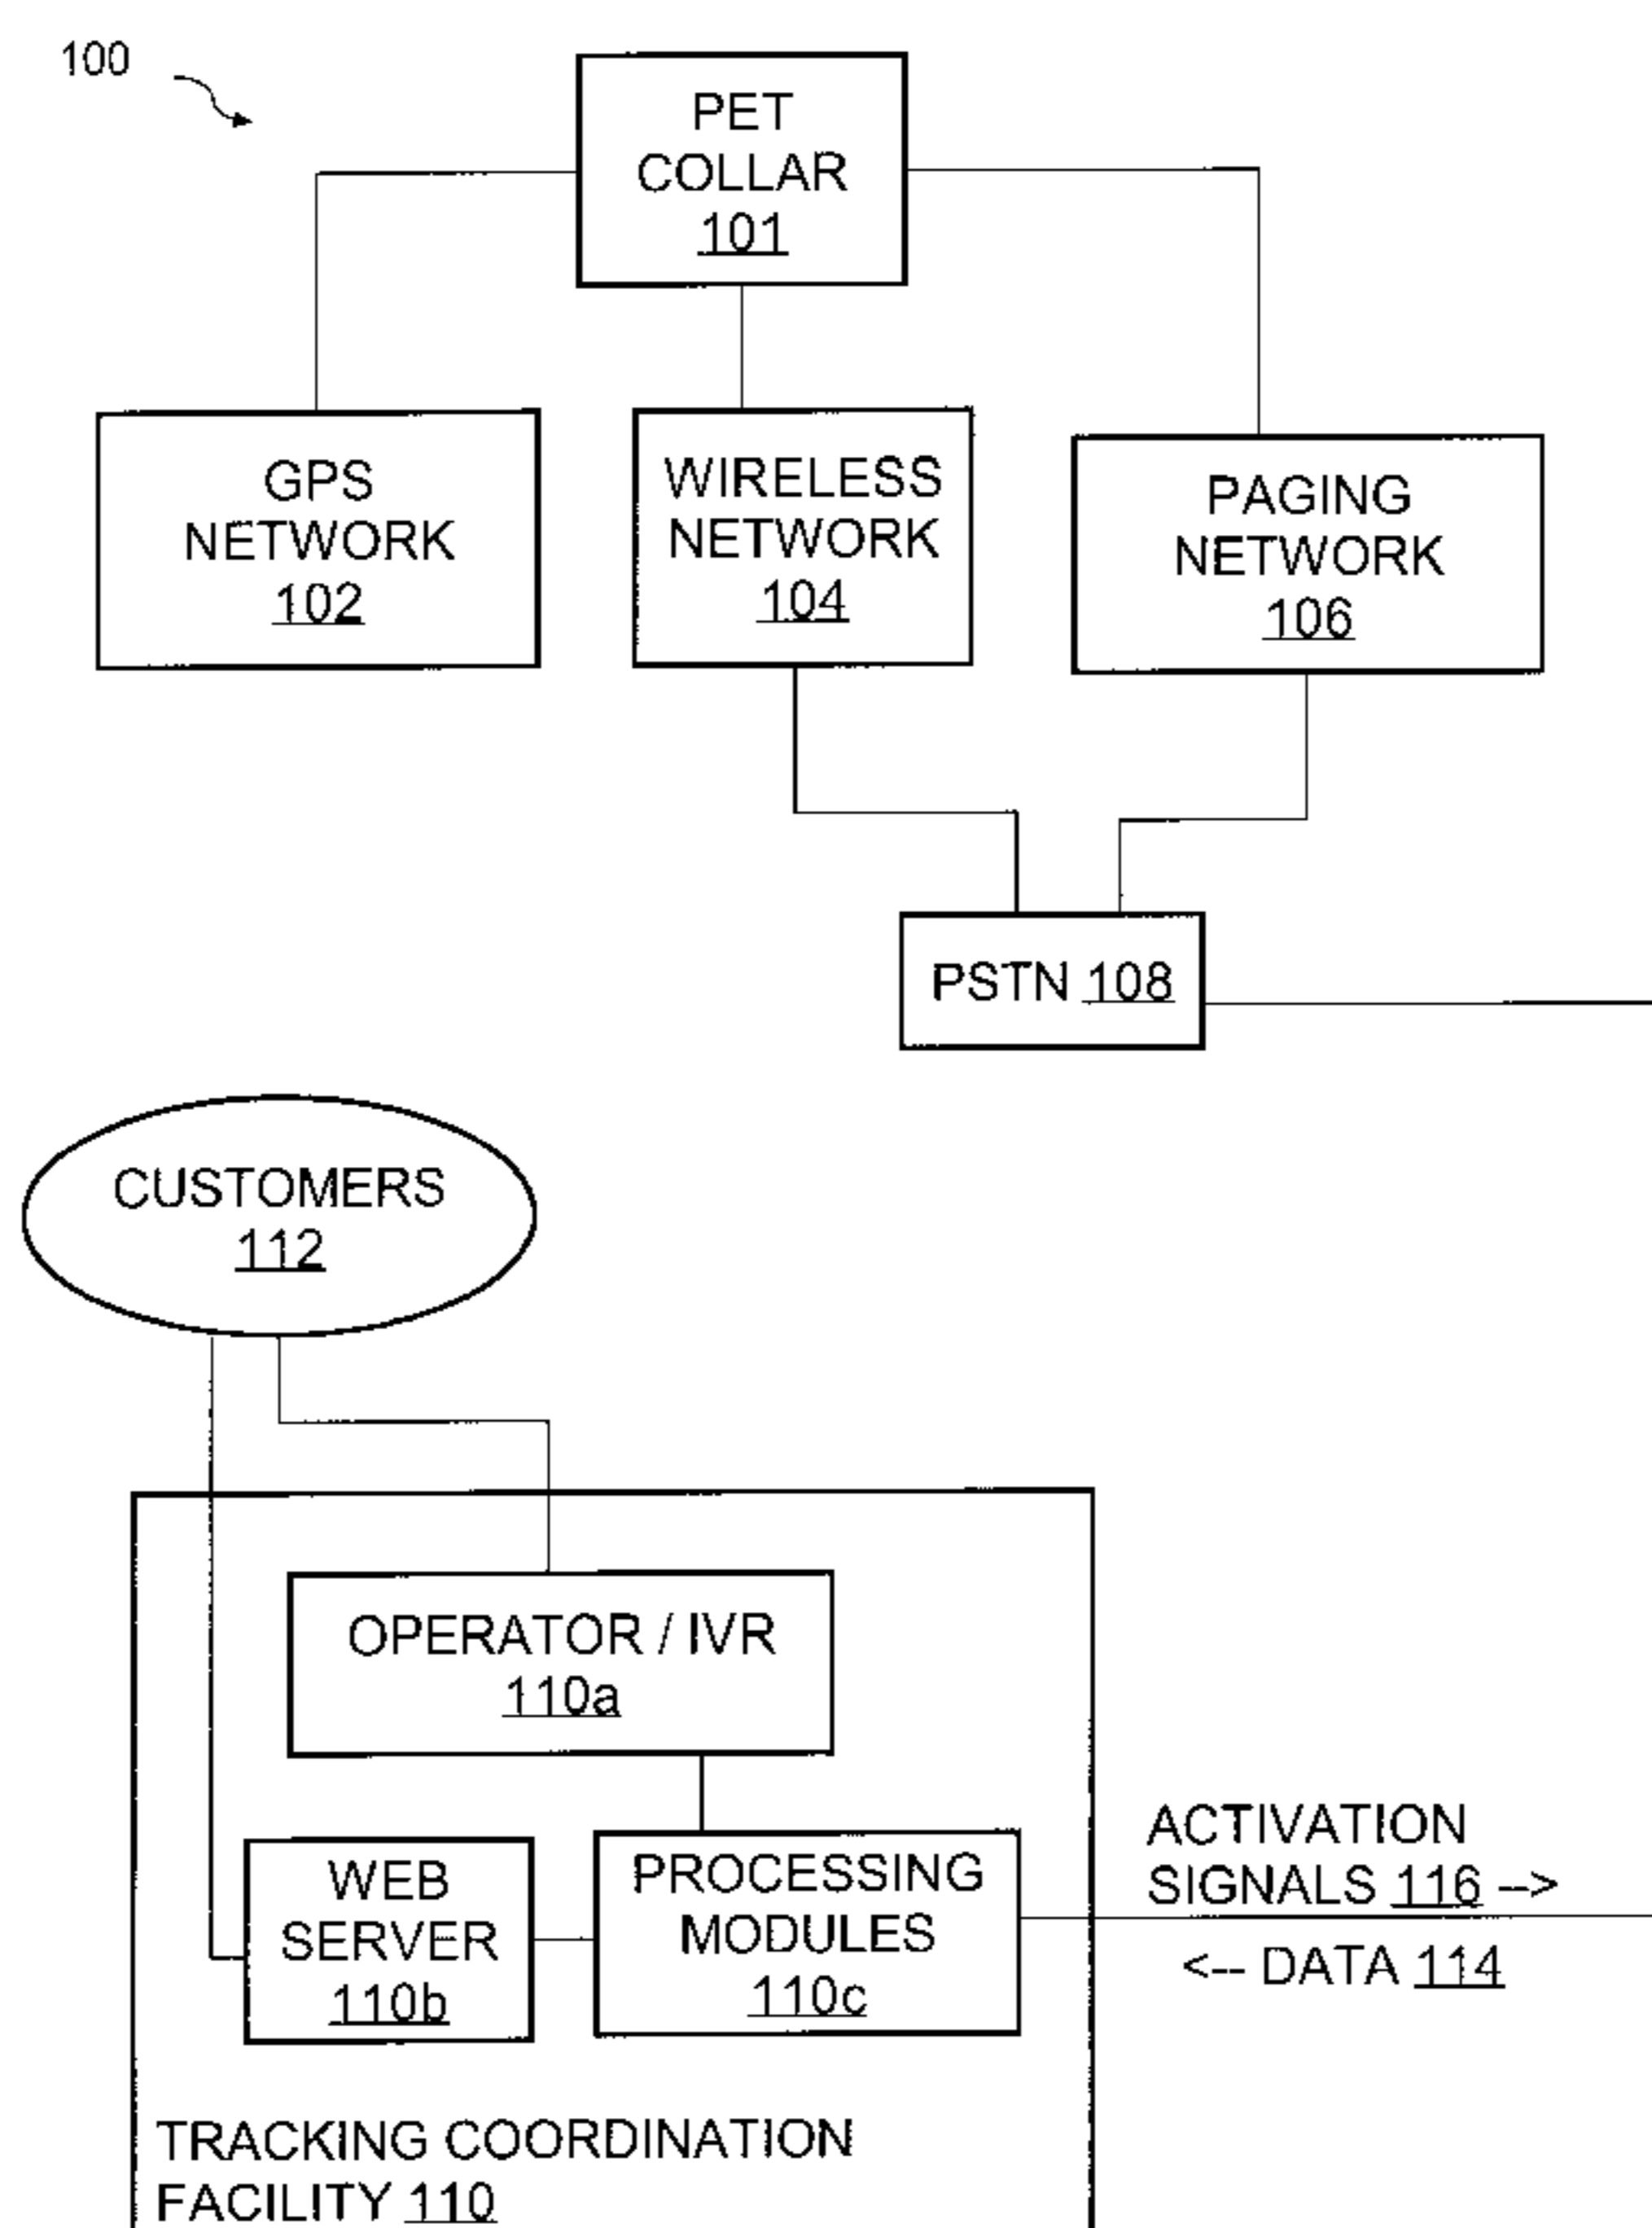 100
PET
COLLAR
101
GPS
NETWORK
102
WIRELESS
NETWORK
104
PAGING
NETWORK
106
PSTN 108
CUSTOMERS
112
OPERATOR / IVR
110a
WEB
SERVER
110b
PROCESSING
MODULES
110c
ACTIVATION
SIGNALS 116 -->
<-- DATA 114
TRACKING COORDINATION
FACILITY 110